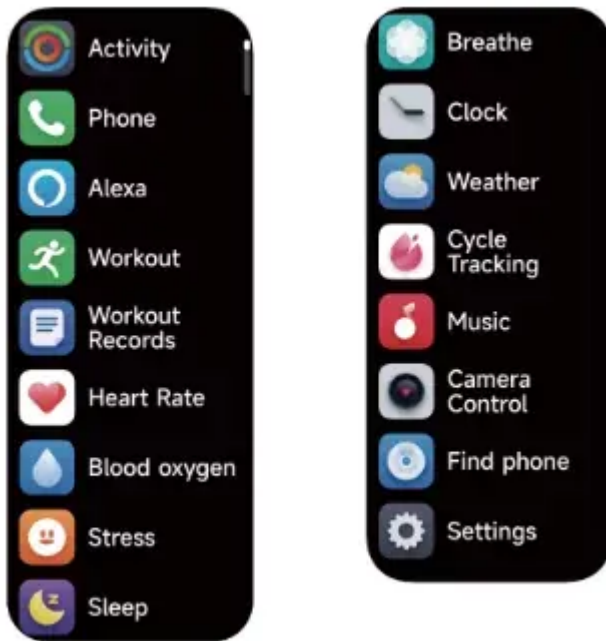 Activity
Phone
Alexa
Workout
Workout
Records
Heart Rate
Blood oxygen
Stress
Sleep
Breathe
Clock
Weather
Cycle
Tracking
Music
Camera
Control
Find phone
Settings